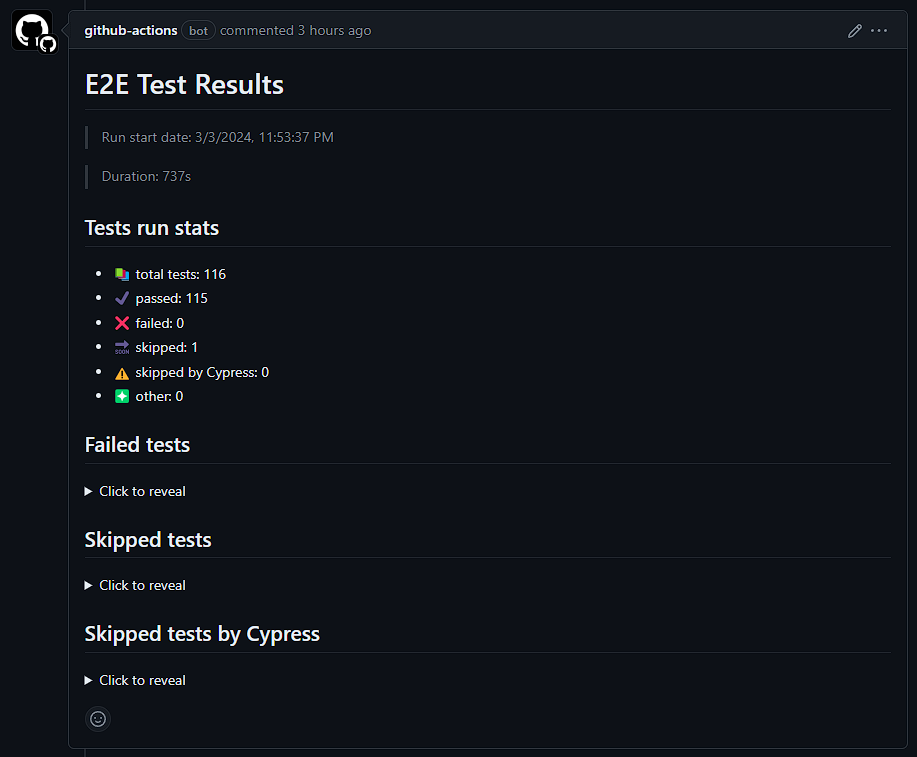 github-actions bot commented 3 hours ago
E2E Test Results
Run start date: 3/3/2024, 11:53:37 PM
Duration: 737s
Tests run stats
total tests: 116
passed: 115
failed: 0
SOON skipped: 1
skipped by Cypress: 0
other: 0
Failed tests
Click to reveal
Skipped tests
Click to reveal
Skipped tests by Cypress
Click to reveal